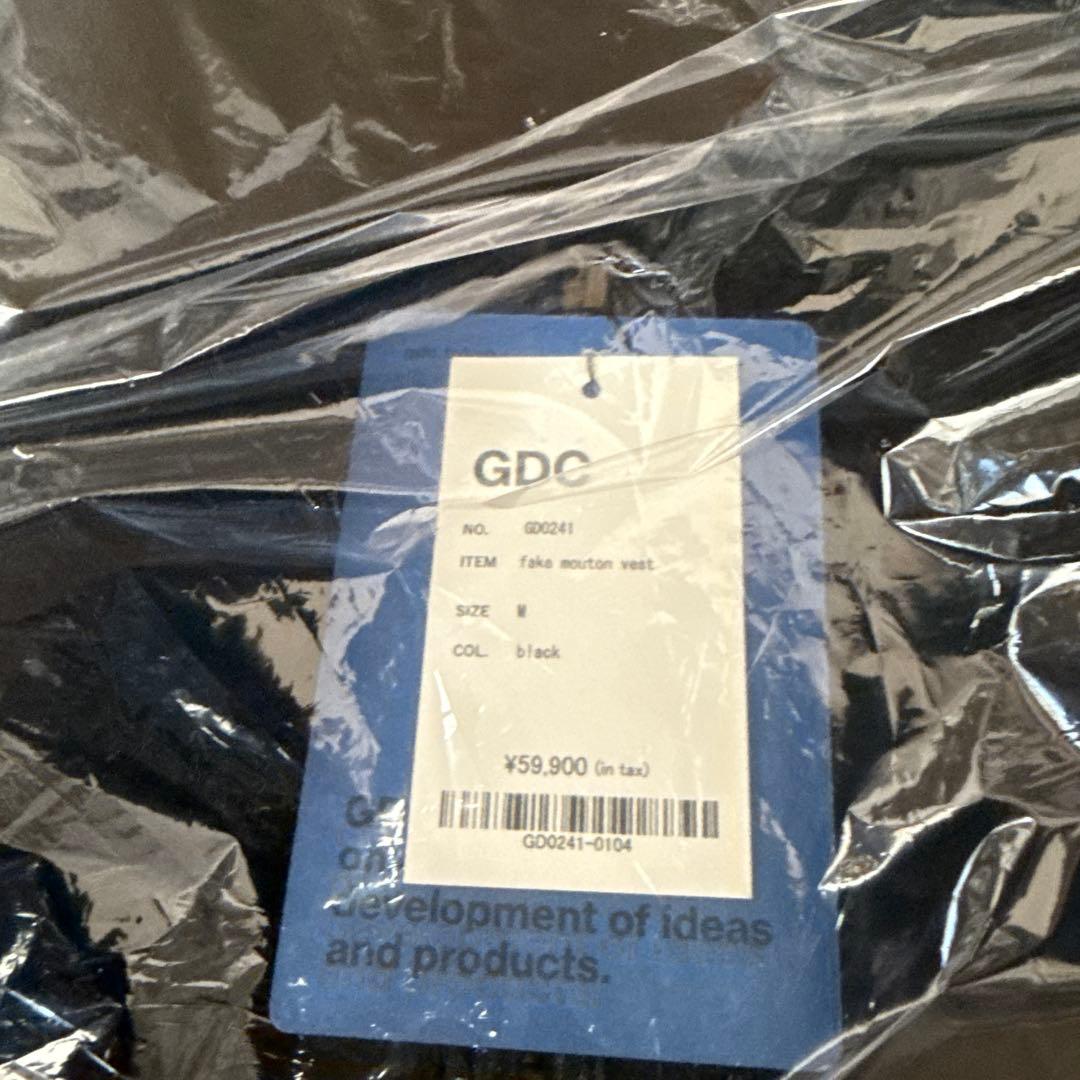 GDC
NO. GD0241
ITEM fake mouton vest
SIZE M
COL. black
¥59,900 (in tax)
GD0241-0104
development of ideas
and products.